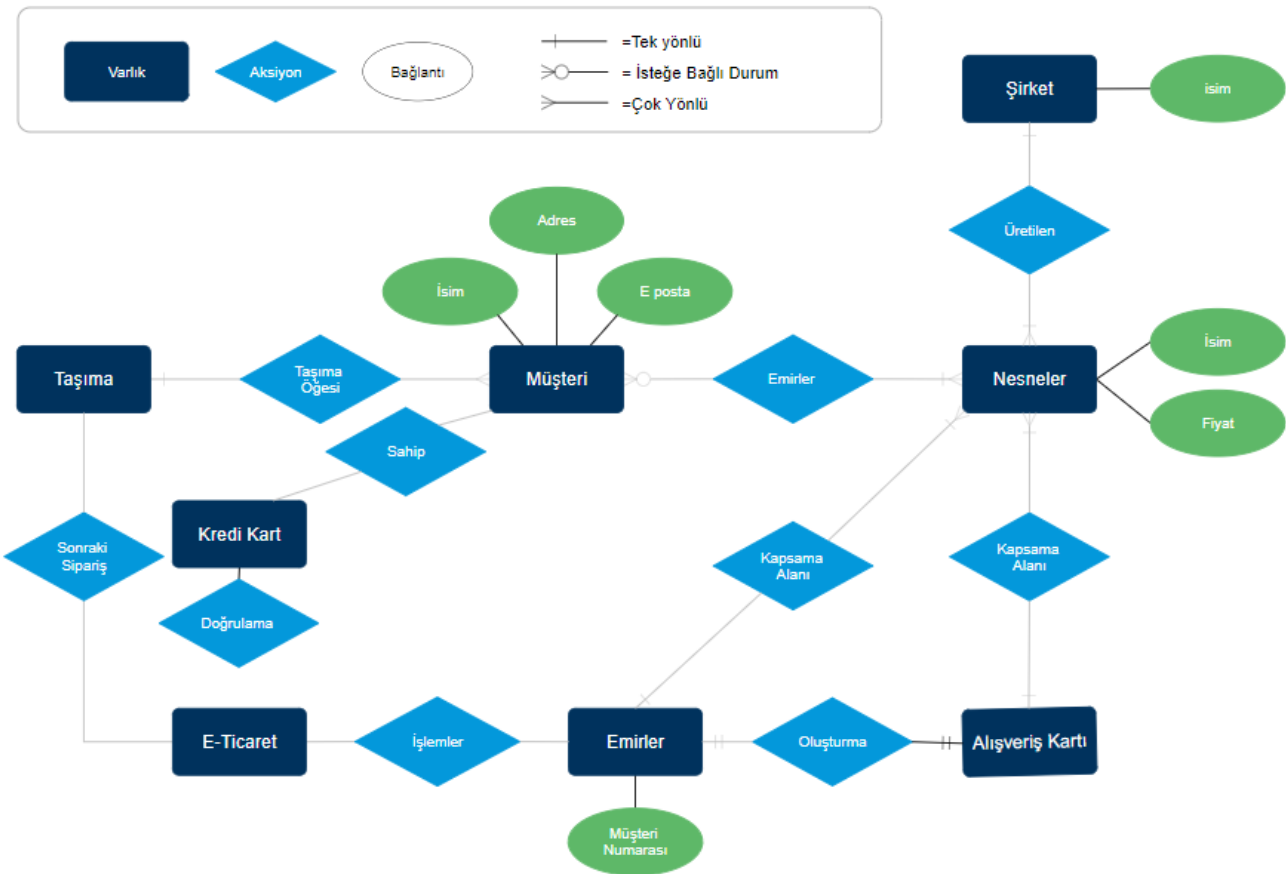 Varlık
Aksiyon
Bağlantı
=Tek yönlü
= İsteğe Bağlı Durum
=Çok Yönlü
Şirket
isim
Üretilen
Adres
İsim
E posta
Taşıma
Taşıma
Öğesi
Müşteri
Emirler
Nesneler
İsim
Fiyat
Sahip
Kredi Kart
Sonraki
Sipariş
Kapsama
Alanı
Kapsama
Alanı
Doğrulama
E-Ticaret
İşlemler
Emirler
Oluşturma
Alışveriş Kartı
Müşteri
Numarası